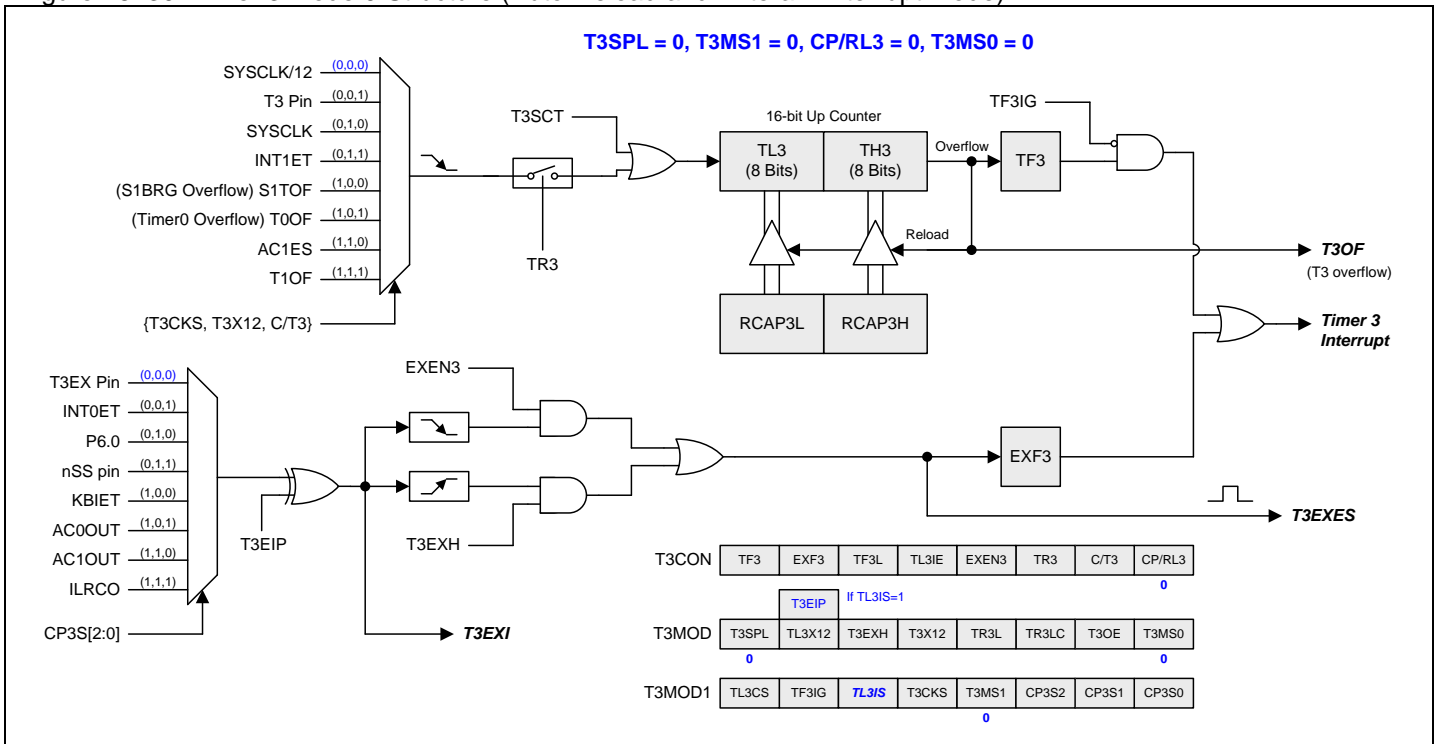 T3SPL = 0, T3MS1 = 0, CP/RL3 = 0, T3MS0 = 0
SYSCLK/12 (0,0,0)
T3 Pin (0,0,1)
SYSCLK (0,1,0)
INT1ET (0,1,1)
(S1BRG Overflow) S1TOF (1,0,0)
(Timer0 Overflow) T0OF (1,0,1)
AC1ES (1,1,0)
T1OF (1,1,1)
{T3CKS, T3X12, C/T3}
T3SCT
TR3
16-bit Up Counter
TL3
(8 Bits)
TH3
(8 Bits)
Overflow
TF3
TF3IG
Reload
RCAP3L
RCAP3H
T3OF
(T3 overflow)
Timer 3
Interrupt
T3EX Pin (0,0,0)
INT0ET (0,0,1)
P6.0 (0,1,0)
nSS pin (0,1,1)
KBIET (1,0,0)
AC0OUT (1,0,1)
AC1OUT (1,1,0)
ILRCO (1,1,1)
CP3S[2:0]
T3EIP
EXEN3
T3EXH
T3EXI
EXF3
T3EXES
T3CON TF3 EXF3 TF3L TL3IE EXEN3 TR3 C/T3 CP/RL3
0
T3EIP If TL3IS=1
T3MOD T3SPL TL3X12 T3EXH T3X12 TR3L TR3LC T3OE T3MS0
0 0
T3MOD1 TL3CS TF3IG TL3IS T3CKS T3MS1 CP3S2 CP3S1 CP3S0
0